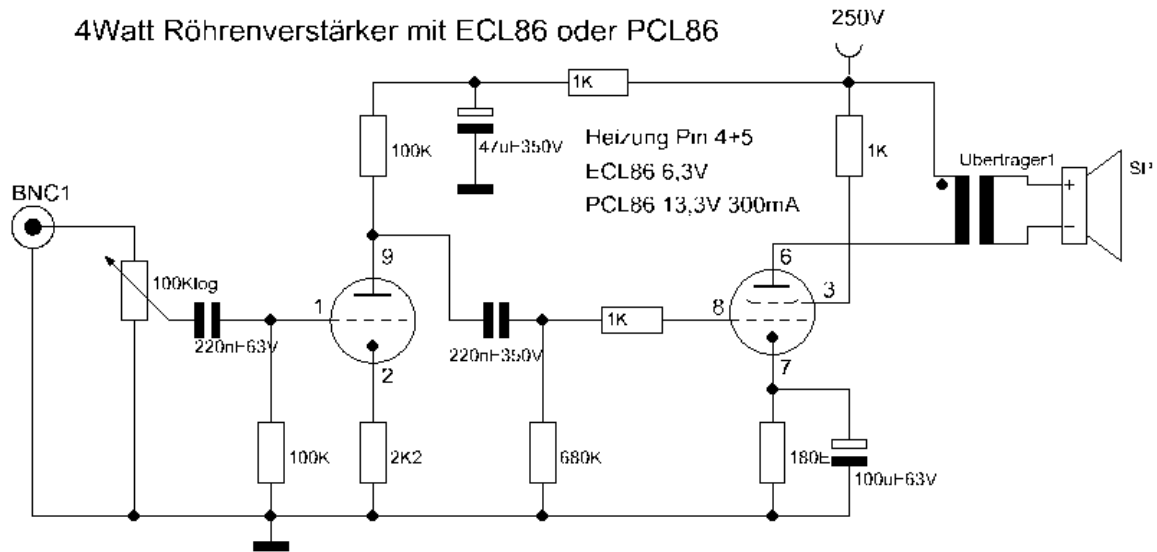 4Watt Röhrenverstärker mit ECL86 oder PCL86
250V
1K
100K
47uF350V
Heizung Pin 4+5
ECL86 6,3V
PCL86 13,3V 300mA
1K
Ubertrager1
SP
+
-
BNC1
100Klog
220nF63V
1
9
2
220nF350V
1K
8
6
3
7
100K
2K2
680K
180E
100uF63V